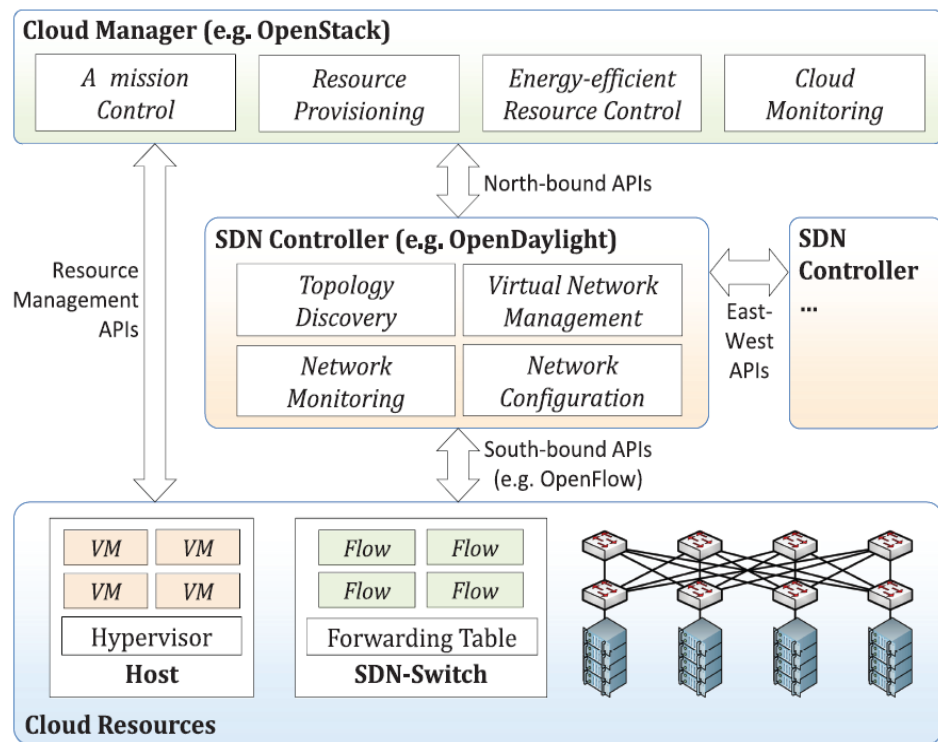 Cloud Manager (e.g. OpenStack)
A mission
Control
Resource
Provisioning
Energy-efficient
Resource Control
Cloud
Monitoring
North-bound APIs
Resource
Management
APIs
SDN Controller (e.g. OpenDaylight)
Topology
Discovery
Virtual Network
Management
Network
Monitoring
Network
Configuration
East-
West
APIs
SDN
Controller
...
South-bound APIs
(e.g. OpenFlow)
VM VM
VM VM
Hypervisor
Host
Flow Flow
Flow Flow
Forwarding Table
SDN-Switch
Cloud Resources